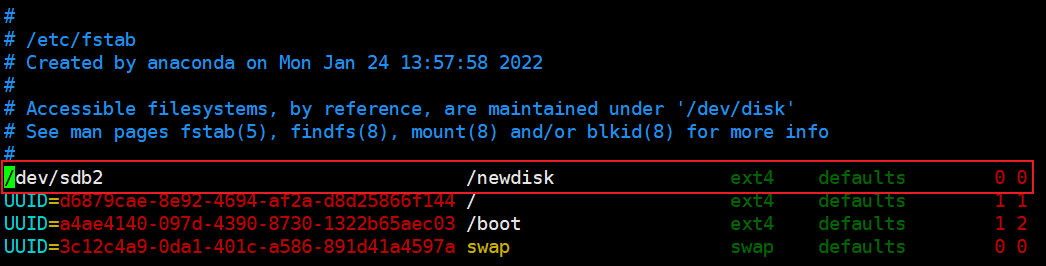 #
# /etc/fstab
# Created by anaconda on Mon Jan 24 13:57:58 2022
#
# Accessible filesystems, by reference, are maintained under '/dev/disk'
# See man pages fstab(5), findfs(8), mount(8) and/or blkid(8) for more info
#
/dev/sdb2 /newdisk ext4 defaults 0 0
UUID=d6879cae-8e92-4694-af2a-d8d25866f144 / ext4 defaults 1 1
UUID=a4ae4140-097d-4390-8730-1322b65aec03 /boot ext4 defaults 1 2
UUID=3c12c4a9-0da1-401c-a586-891d41a4597a swap swap defaults 0 0